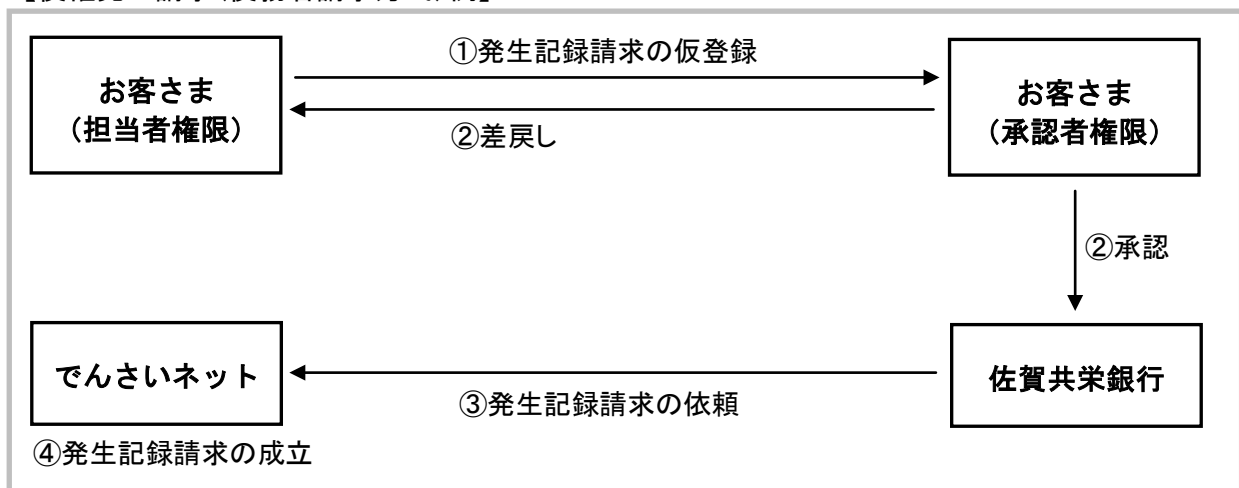 ①発生記録請求の仮登録
お客さま
（担当者権限）
お客さま
（承認者権限）
②差戻し
②承認
でんさいネット
佐賀共栄銀行
③発生記録請求の依頼
④発生記録請求の成立